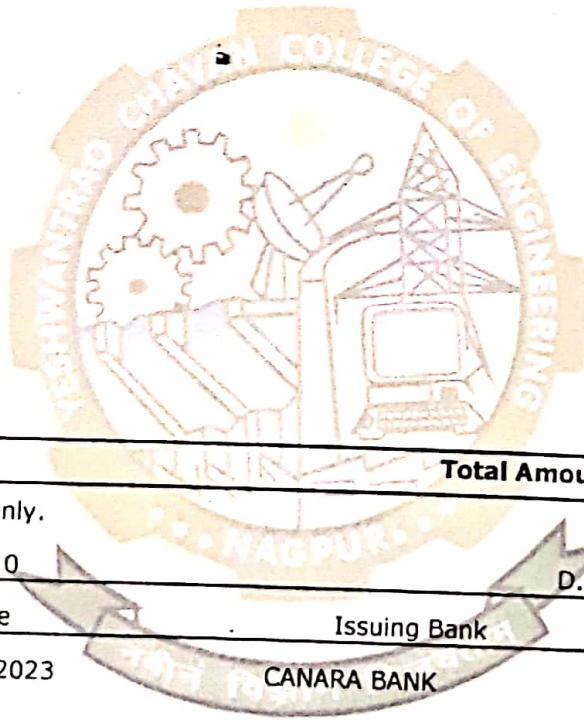 YESHWANTRAO CHAVAN COLLEGE OF ENGINEERING
NAGPUR
Total Amou
nly.
0
D.
e
Issuing Bank
2023
CANARA BANK